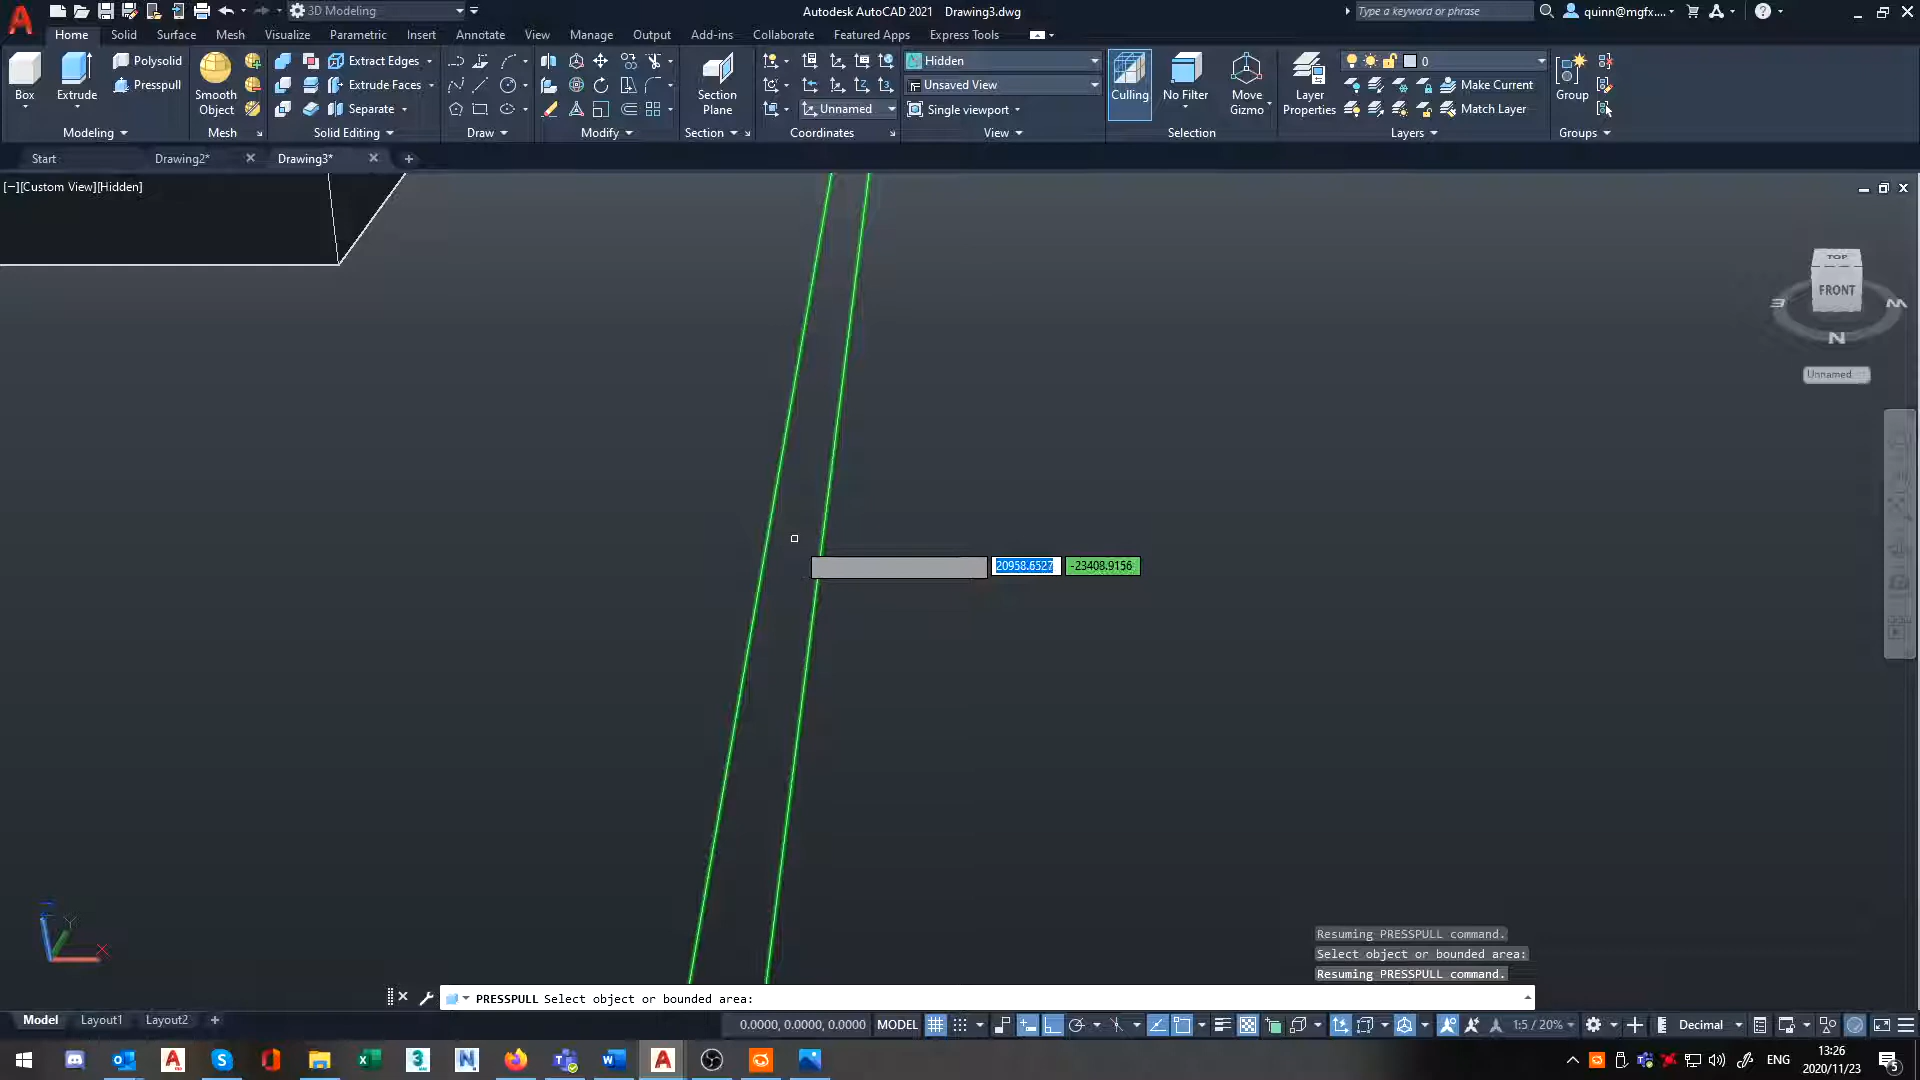 3D Modeling
Autodesk AutoCAD 2021 Drawing3.dwg
Type a keyword or phrase
quinn@mgfx....
Home Solid Surface Mesh Visualize Parametric Insert Annotate View Manage Output Add-ins Collaborate Featured Apps Express Tools
Box
Extrude
Polysolid
Presspull
Smooth
Object
Extract Edges
Extrude Faces
Separate
Section
Plane
Unnamed
Hidden
Unsaved View
Single viewport
Culling
No Filter
Move
Gizmo
Layer
Properties
0
Make Current
Match Layer
Group
Modeling Mesh Solid Editing Draw Modify Section Coordinates View Selection Layers Groups
Start Drawing2* Drawing3*
[−][Custom View][Hidden]
TOP
FRONT
N
Unnamed
20958.6527 -23408.9156
Y
X
Resuming PRESSPULL command.
Select object or bounded area:
Resuming PRESSPULL command.
PRESSPULL Select object or bounded area:
Model Layout1 Layout2 +
0.0000, 0.0000, 0.0000 MODEL 1:5 / 20% Decimal
ENG
13:26
2020/11/23
5